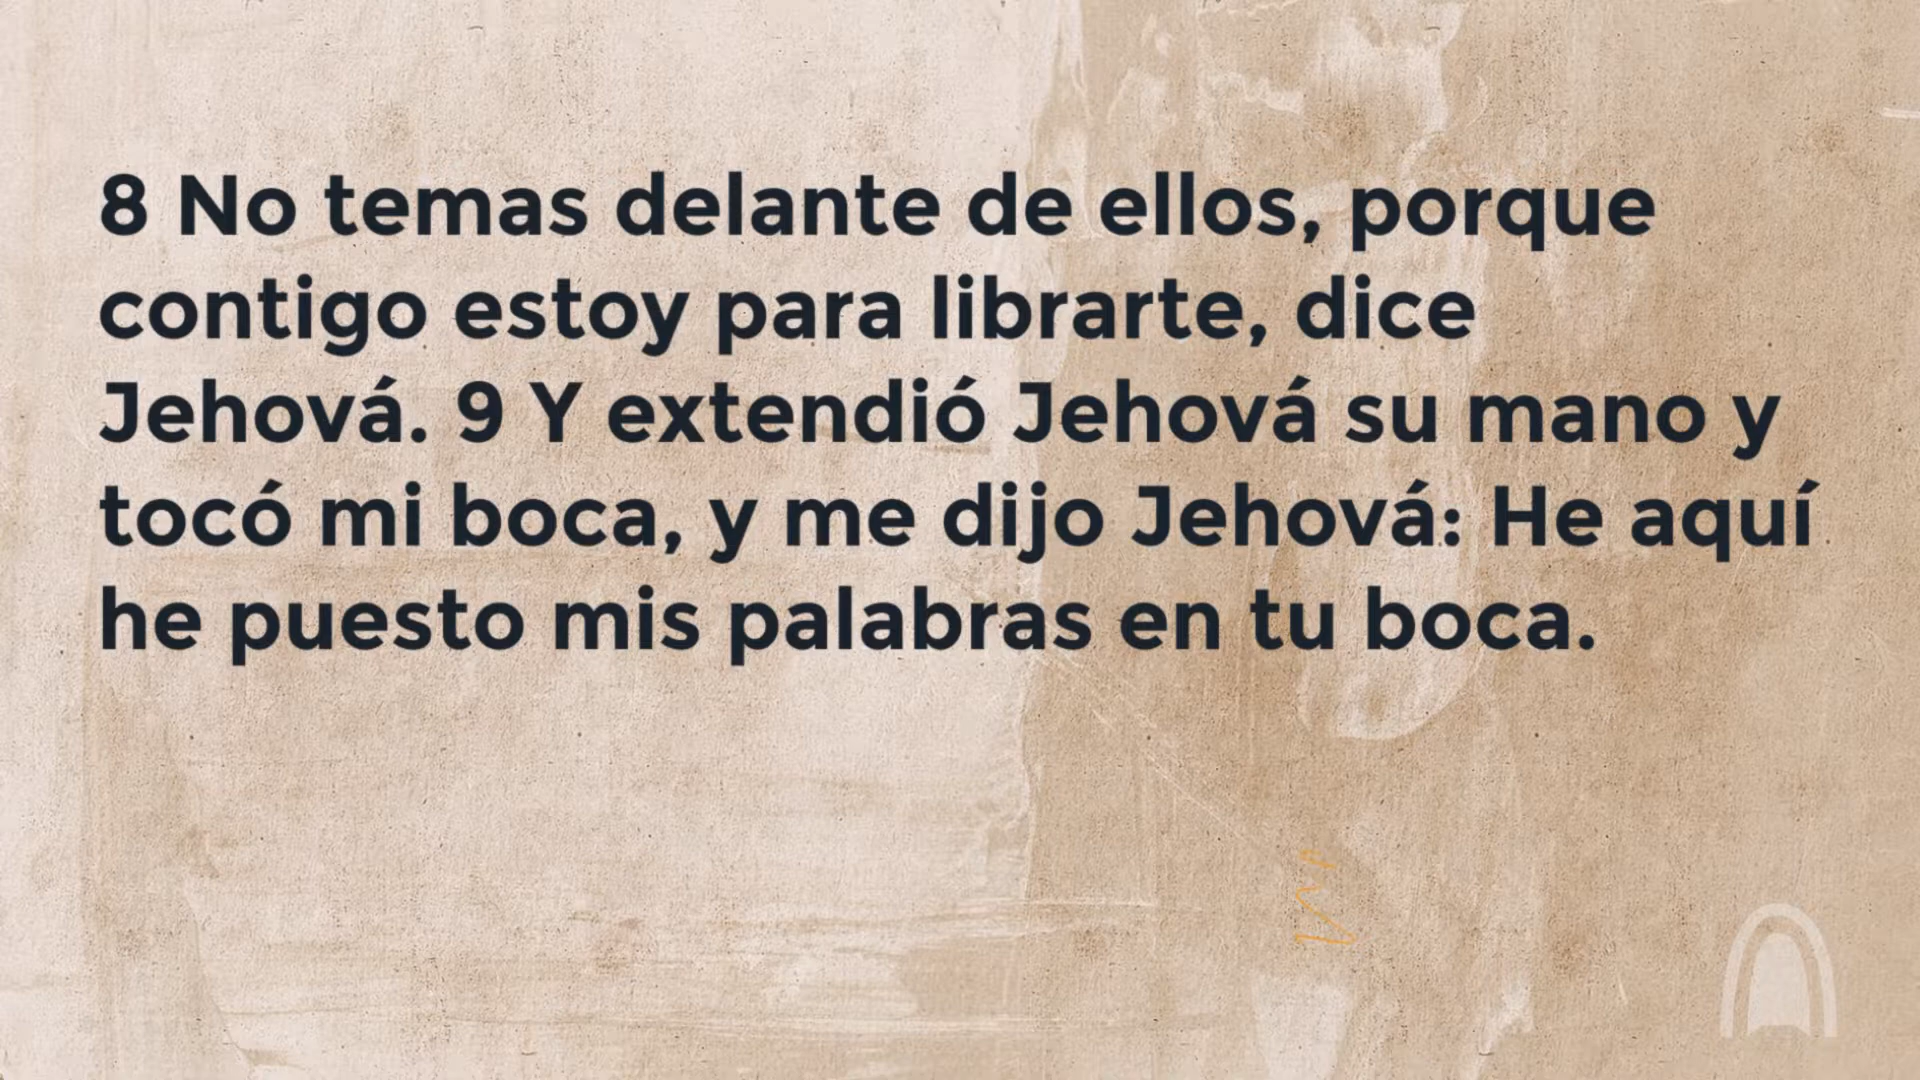 8 No temas delante de ellos, porque
contigo estoy para librarte, dice
Jehová. 9 Y extendió Jehová su mano y
tocó mi boca, y me dijo Jehová: He aquí
he puesto mis palabras en tu boca.